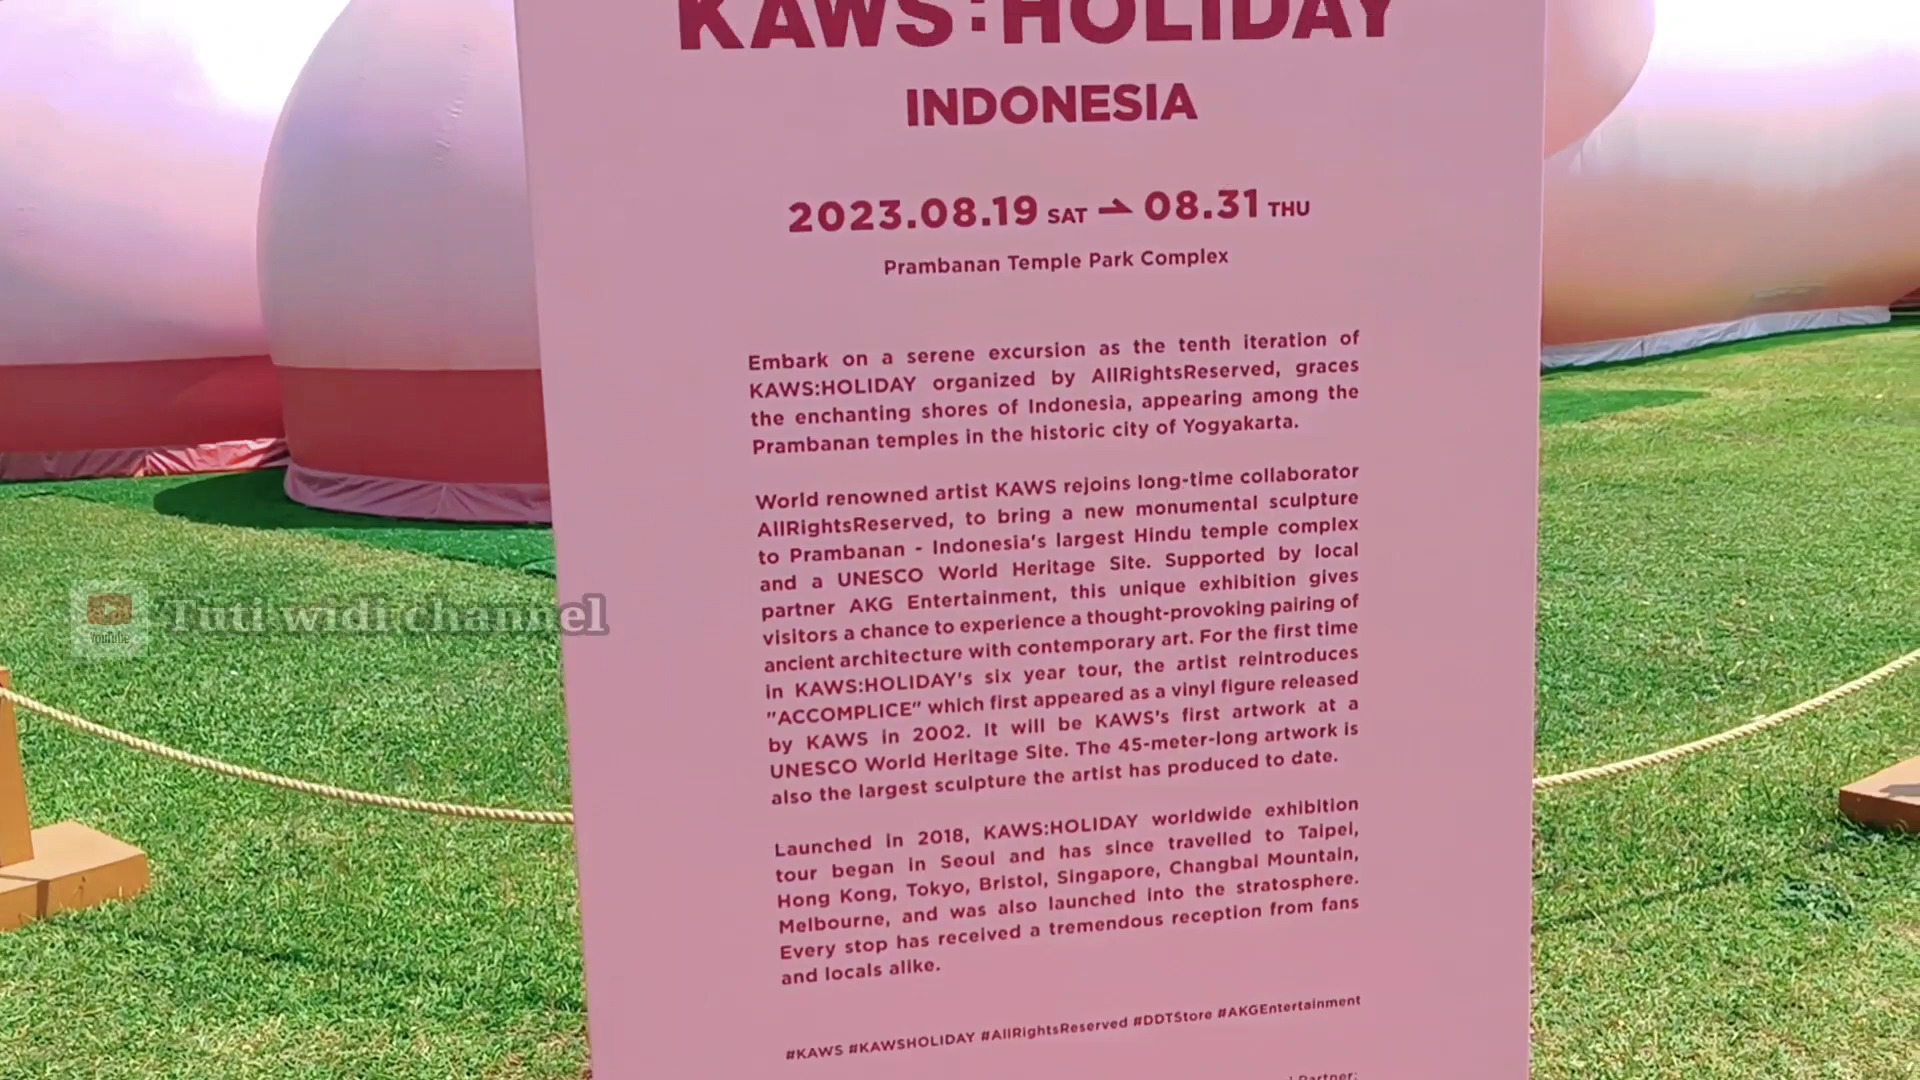 KAWS:HOLIDAY
INDONESIA
2023.08.19 SAT ⇀ 08.31 THU
Prambanan Temple Park Complex
Embark on a serene excursion as the tenth iteration of
KAWS:HOLIDAY organized by AllRightsReserved, graces
the enchanting shores of Indonesia, appearing among the
Prambanan temples in the historic city of Yogyakarta.
World renowned artist KAWS rejoins long-time collaborator
AllRightsReserved, to bring a new monumental sculpture
to Prambanan - Indonesia's largest Hindu temple complex
and a UNESCO World Heritage Site. Supported by local
partner AKG Entertainment, this unique exhibition gives
visitors a chance to experience a thought-provoking pairing of
ancient architecture with contemporary art. For the first time
in KAWS:HOLIDAY's six year tour, the artist reintroduces
"ACCOMPLICE" which first appeared as a vinyl figure released
by KAWS in 2002. It will be KAWS's first artwork at a
UNESCO World Heritage Site. The 45-meter-long artwork is
also the largest sculpture the artist has produced to date.
Launched in 2018, KAWS:HOLIDAY worldwide exhibition
tour began in Seoul and has since travelled to Taipei,
Hong Kong, Tokyo, Bristol, Singapore, Changbai Mountain,
Melbourne, and was also launched into the stratosphere.
Every stop has received a tremendous reception from fans
and locals alike.
#KAWS #KAWSHOLIDAY #AllRightsReserved #DDTStore #AKGEntertainment
Partner:
YouTube
Tuti widi channel